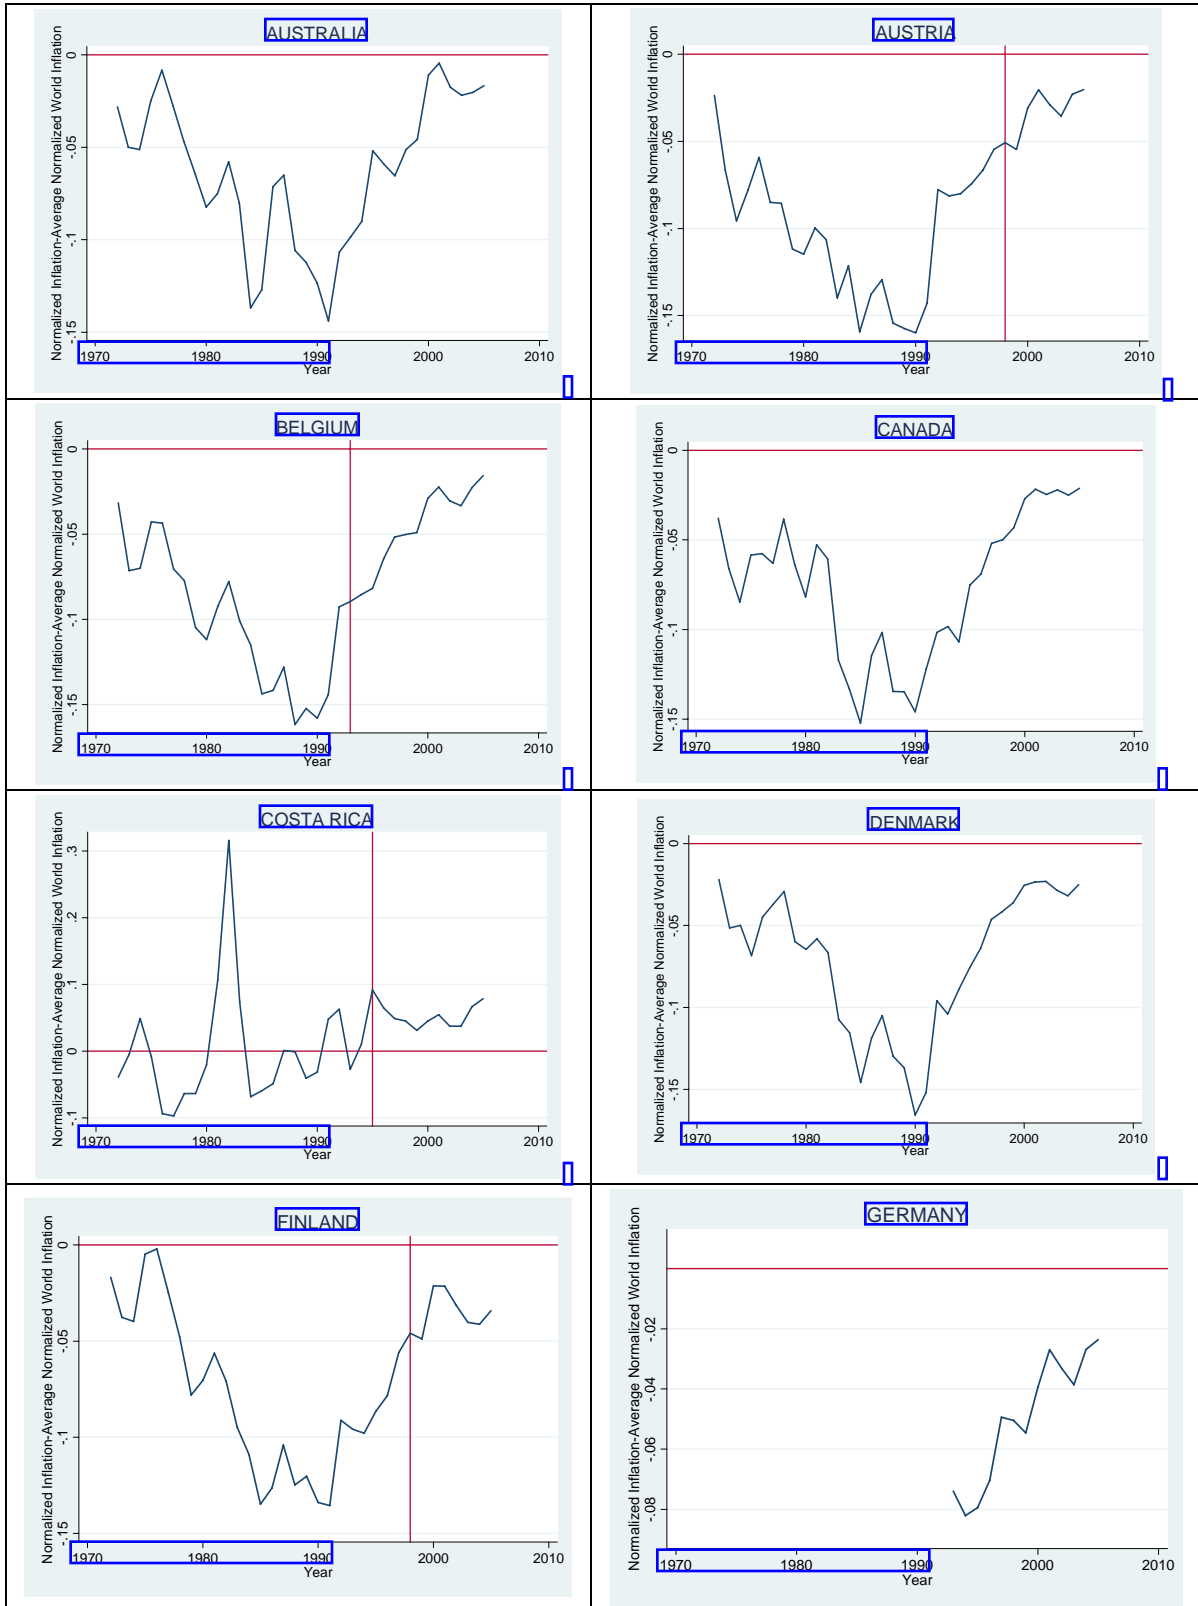 AUSTRALIA
Normalized Inflation-Average Normalized World Inflation
0
-.05
-.1
-.15
1970 1980 1990 2000 2010
Year
AUSTRIA
Normalized Inflation-Average Normalized World Inflation
0
-.05
-.1
-.15
1970 1980 1990 2000 2010
Year
BELGIUM
Normalized Inflation-Average Normalized World Inflation
0
-.05
-.1
-.15
1970 1980 1990 2000 2010
Year
CANADA
Normalized Inflation-Average Normalized World Inflation
0
-.05
-.1
-.15
1970 1980 1990 2000 2010
Year
COSTA RICA
Normalized Inflation-Average Normalized World Inflation
.3
.2
.1
0
-.1
1970 1980 1990 2000 2010
Year
DENMARK
Normalized Inflation-Average Normalized World Inflation
0
-.05
-.1
-.15
1970 1980 1990 2000 2010
Year
FINLAND
Normalized Inflation-Average Normalized World Inflation
0
-.05
-.1
-.15
1970 1980 1990 2000 2010
Year
GERMANY
Normalized Inflation-Average Normalized World Inflation
-.02
-.04
-.06
-.08
1970 1980 1990 2000 2010
Year